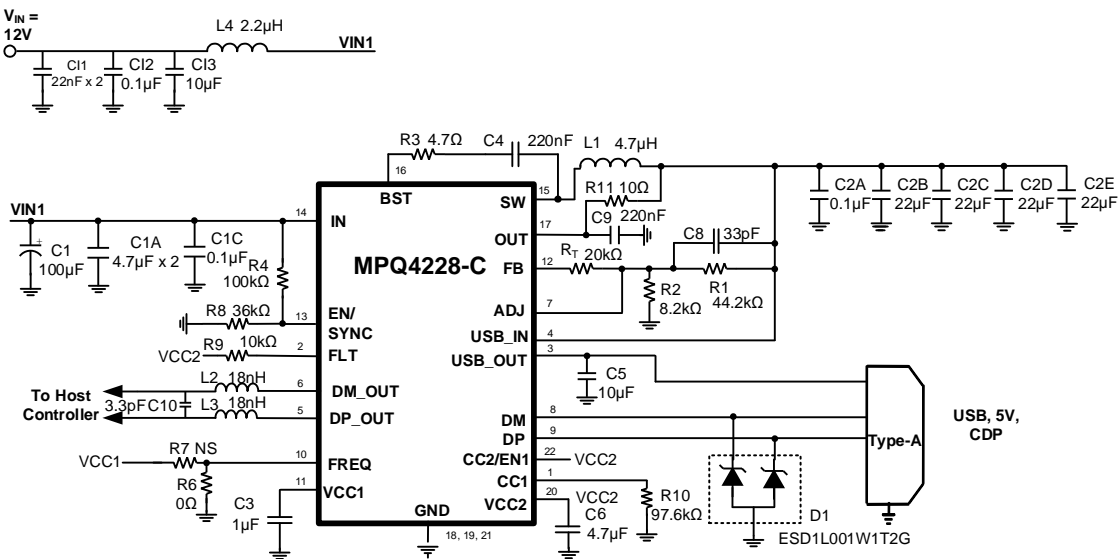 VIN =
12V
L4 2.2µH
VIN1
CI1
22nF x 2
CI2
0.1µF
CI3
10µF
R3 4.7Ω
C4
220nF
L1
4.7µH
16
BST
15
SW
R11 10Ω
C9
220nF
17
OUT
C2A
0.1µF
C2B
22µF
C2C
22µF
C2D
22µF
C2E
22µF
VIN1
14
IN
C1
100µF
C1A
4.7µF x 2
C1C
0.1µF
R4
100kΩ
MPQ4228-C
C8
33pF
FB
12
RT
20kΩ
R2
8.2kΩ
R1
44.2kΩ
ADJ
7
R8 36kΩ
13
EN/
SYNC
USB_IN
4
VCC2
R9
10kΩ
2
FLT
USB_OUT
3
C5
10µF
To Host
Controller
L2
18nH
6
DM_OUT
3.3pF
C10
L3
18nH
5
DP_OUT
DM
8
DP
9
Type-A
USB, 5V,
CDP
VCC1
R7 NS
10
FREQ
R6
0Ω
CC2/EN1
22
VCC2
CC1
1
R10
97.6kΩ
11
VCC1
C3
1µF
VCC2
20
VCC2
C6
4.7µF
GND
18, 19, 21
D1
ESD1L001W1T2G